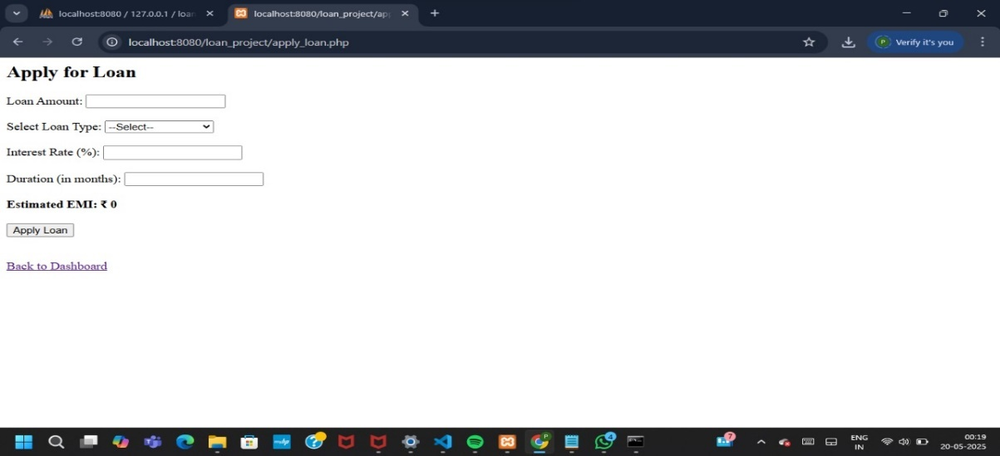 localhost:8080 / 127.0.0.1 / loan
localhost:8080/loan_project/ap
localhost:8080/loan_project/apply_loan.php
P
Verify it's you
Apply for Loan
Loan Amount:
Select Loan Type: --Select--
Interest Rate (%):
Duration (in months):
Estimated EMI: ₹ 0
Apply Loan
Back to Dashboard
P
4
7
ENG
IN
00:19
20-05-2025